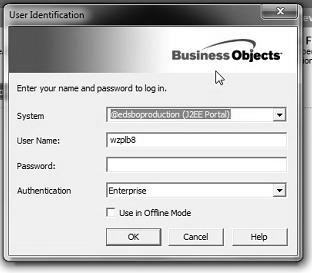 User Identification
Business Objects
Enter your name and password to log in.
System
@edsboproduction (J2EE Portal)
User Name:
wzplb8
Password:
Authentication
Enterprise
Use in Offline Mode
OK
Cancel
Help